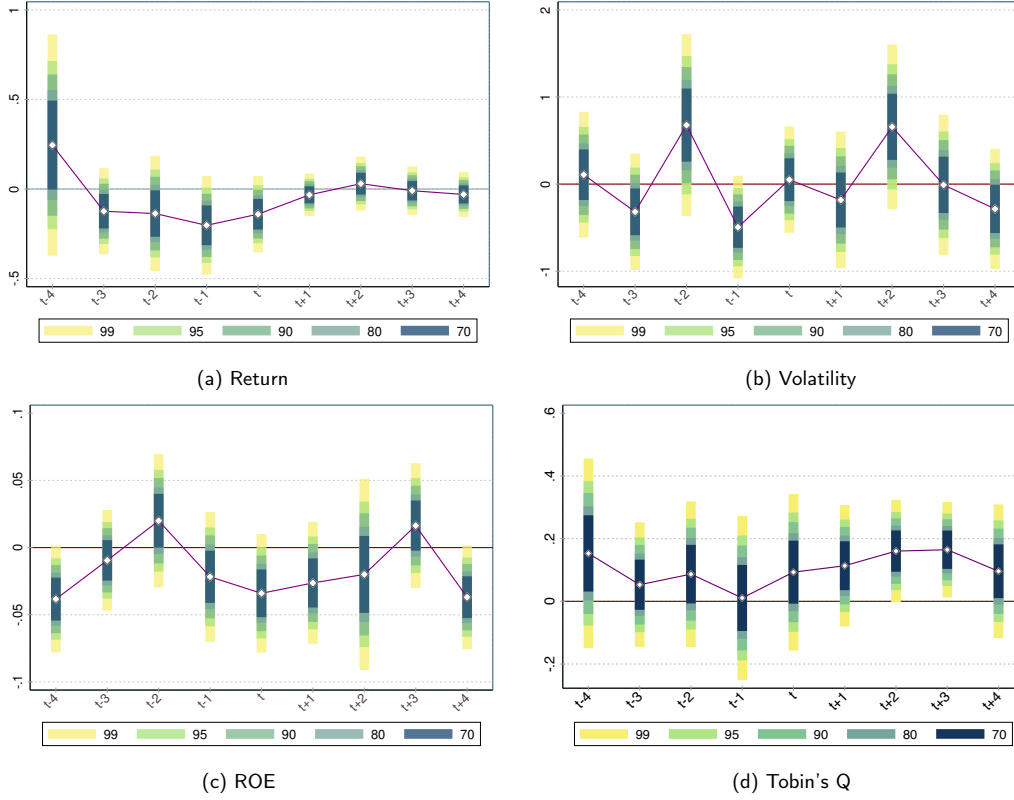 1
.5
0
-.5
t-4 t-3 t-2 t-1 t t+1 t+2 t+3 t+4
99 95 90 80 70
(a) Return
2
1
0
-1
t-4 t-3 t-2 t-1 t t+1 t+2 t+3 t+4
99 95 90 80 70
(b) Volatility
.1
.05
0
-.05
-.1
t-4 t-3 t-2 t-1 t t+1 t+2 t+3 t+4
99 95 90 80 70
(c) ROE
.6
.4
.2
0
-.2
t-4 t-3 t-2 t-1 t t+1 t+2 t+3 t+4
99 95 90 80 70
(d) Tobin's Q